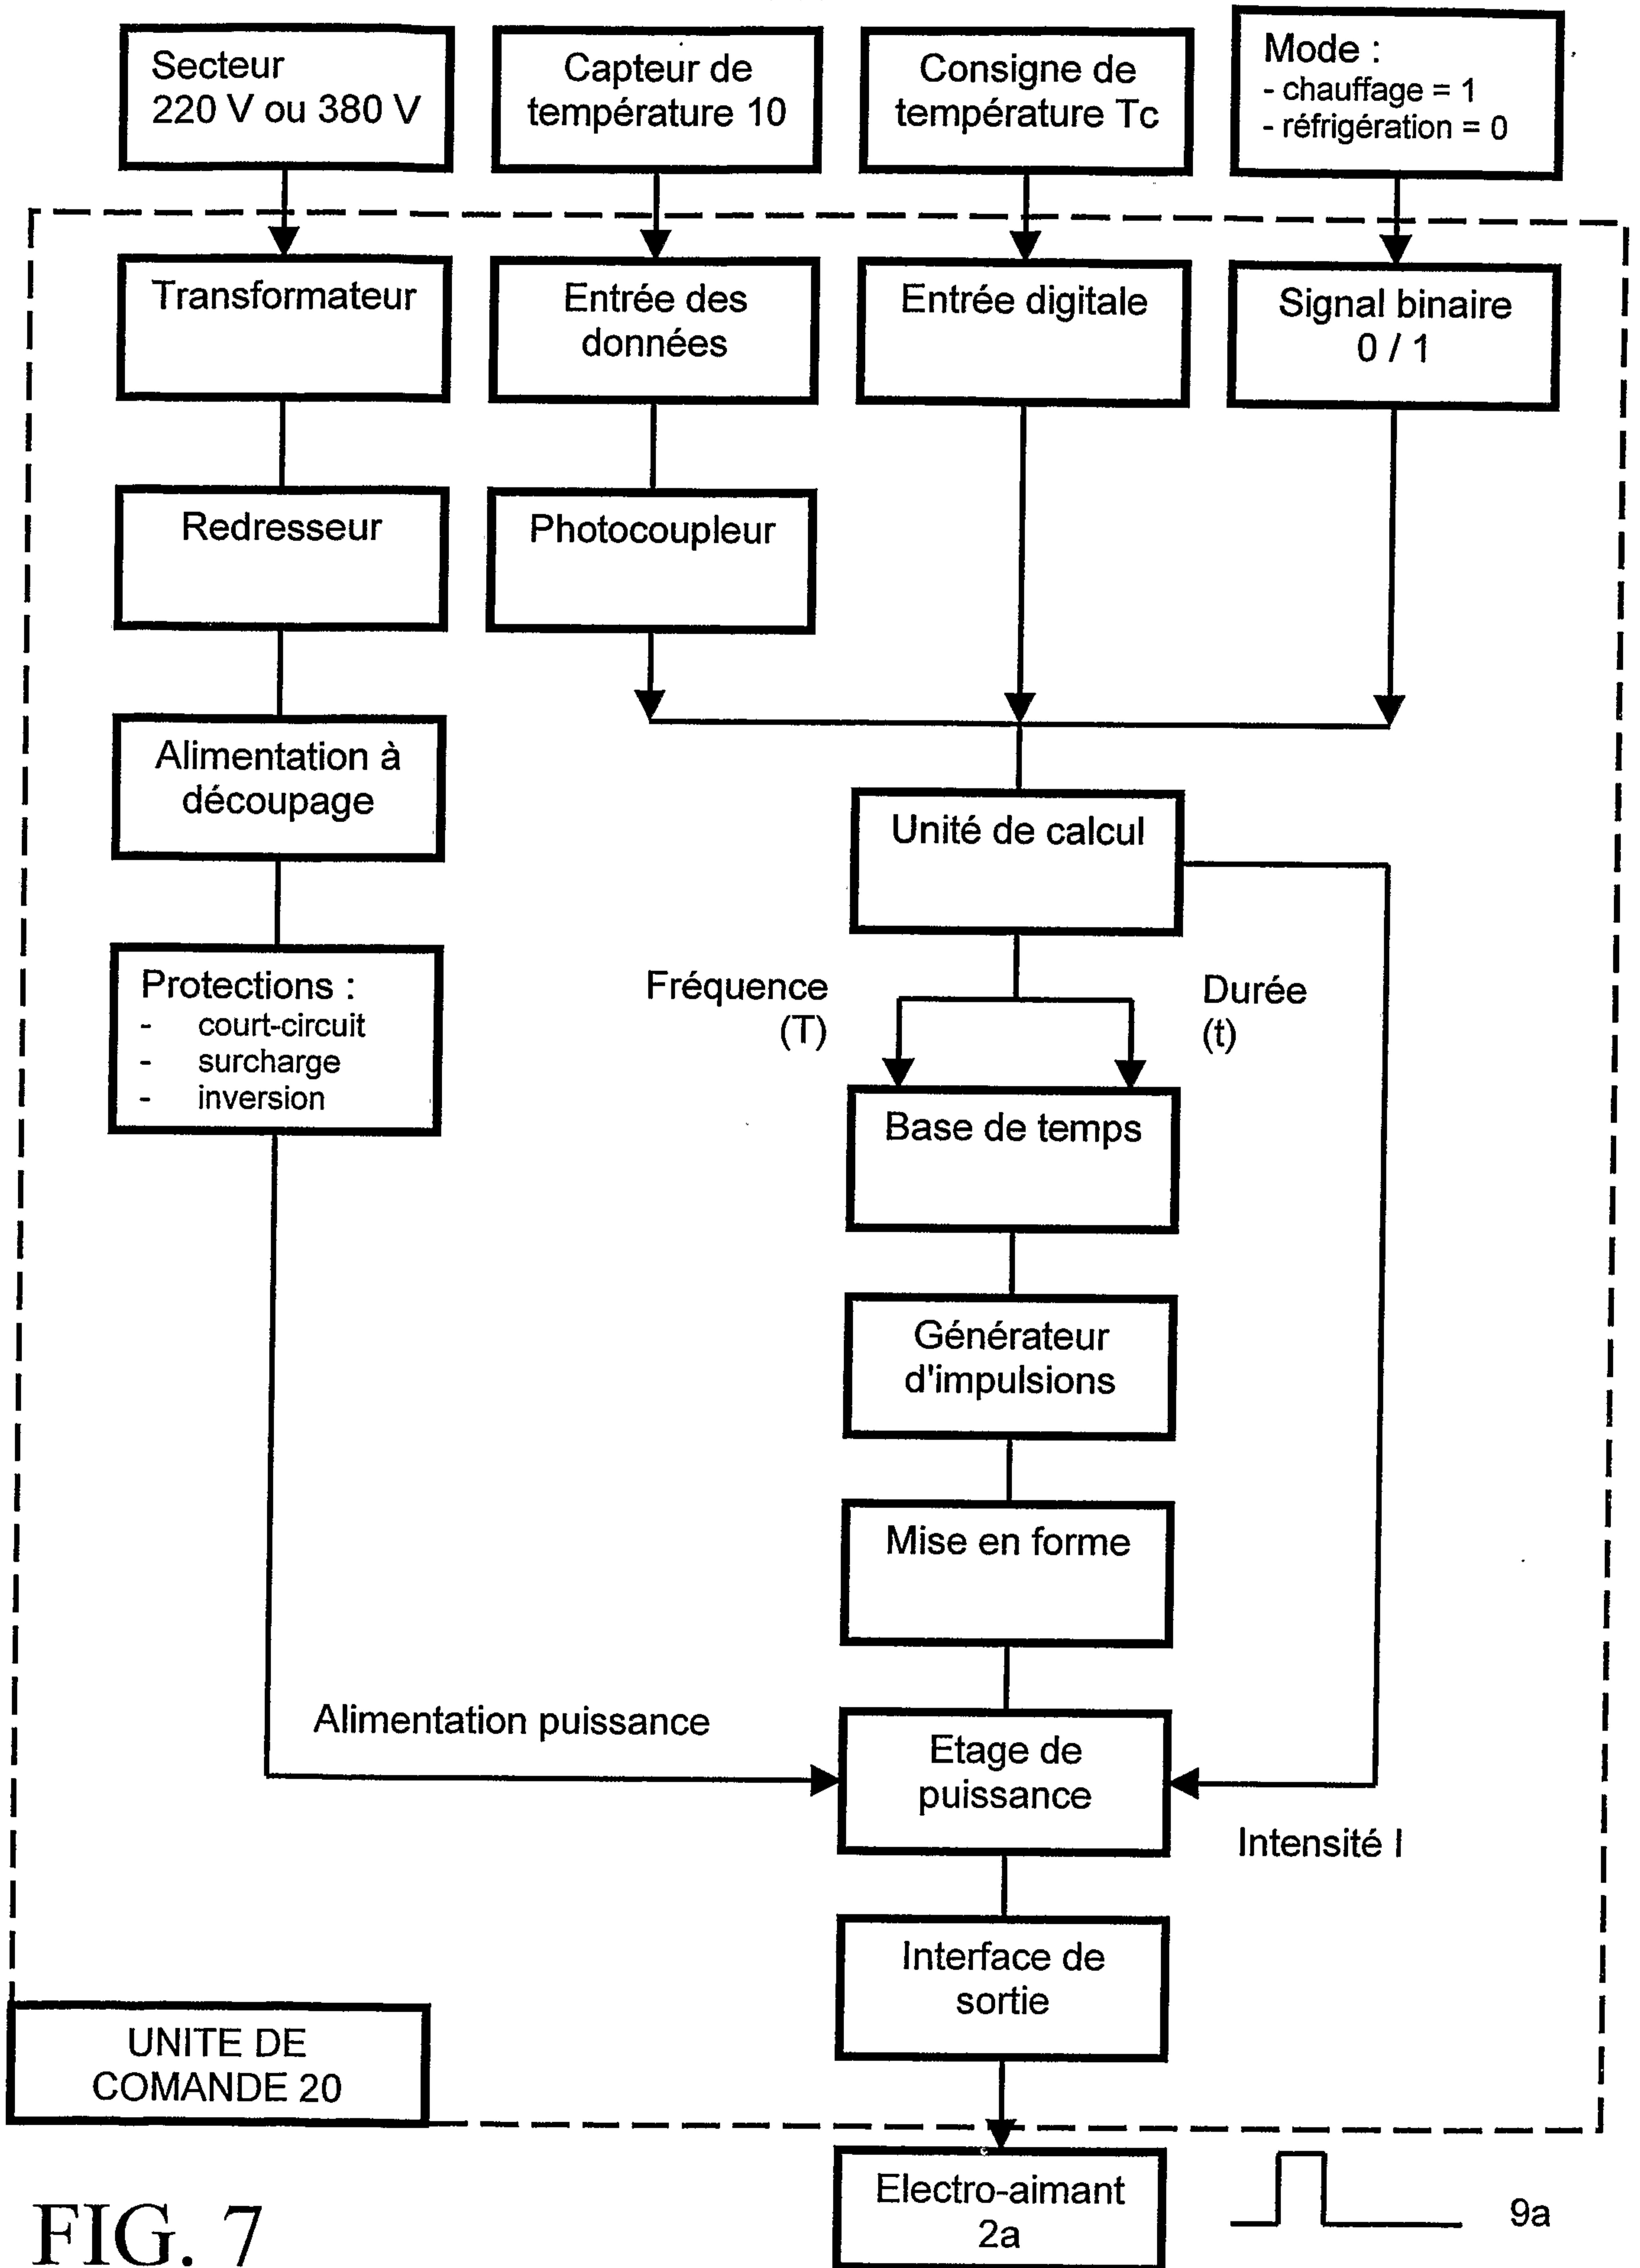 Secteur
220 V ou 380 V
Capteur de
température 10
Consigne de
température Tc
Mode :
- chauffage = 1
- réfrigération = 0
Transformateur
Entrée des
données
Entrée digitale
Signal binaire
0 / 1
Redresseur
Photocoupleur
Alimentation à
découpage
Unité de calcul
Protections :
- court-circuit
- surcharge
- inversion
Fréquence
(T)
Durée
(t)
Base de temps
Générateur
d'impulsions
Mise en forme
Alimentation puissance
Etage de
puissance
Intensité I
Interface de
sortie
UNITE DE
COMANDE 20
Electro-aimant
2a
9a
FIG. 7